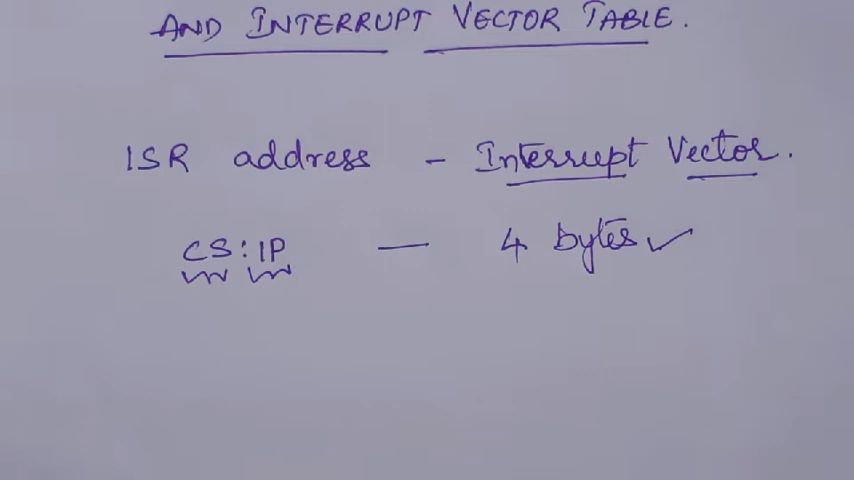 AND INTERRUPT VECTOR TABLE.
ISR address - Interrupt Vector.
CS:IP — 4 bytes ✓